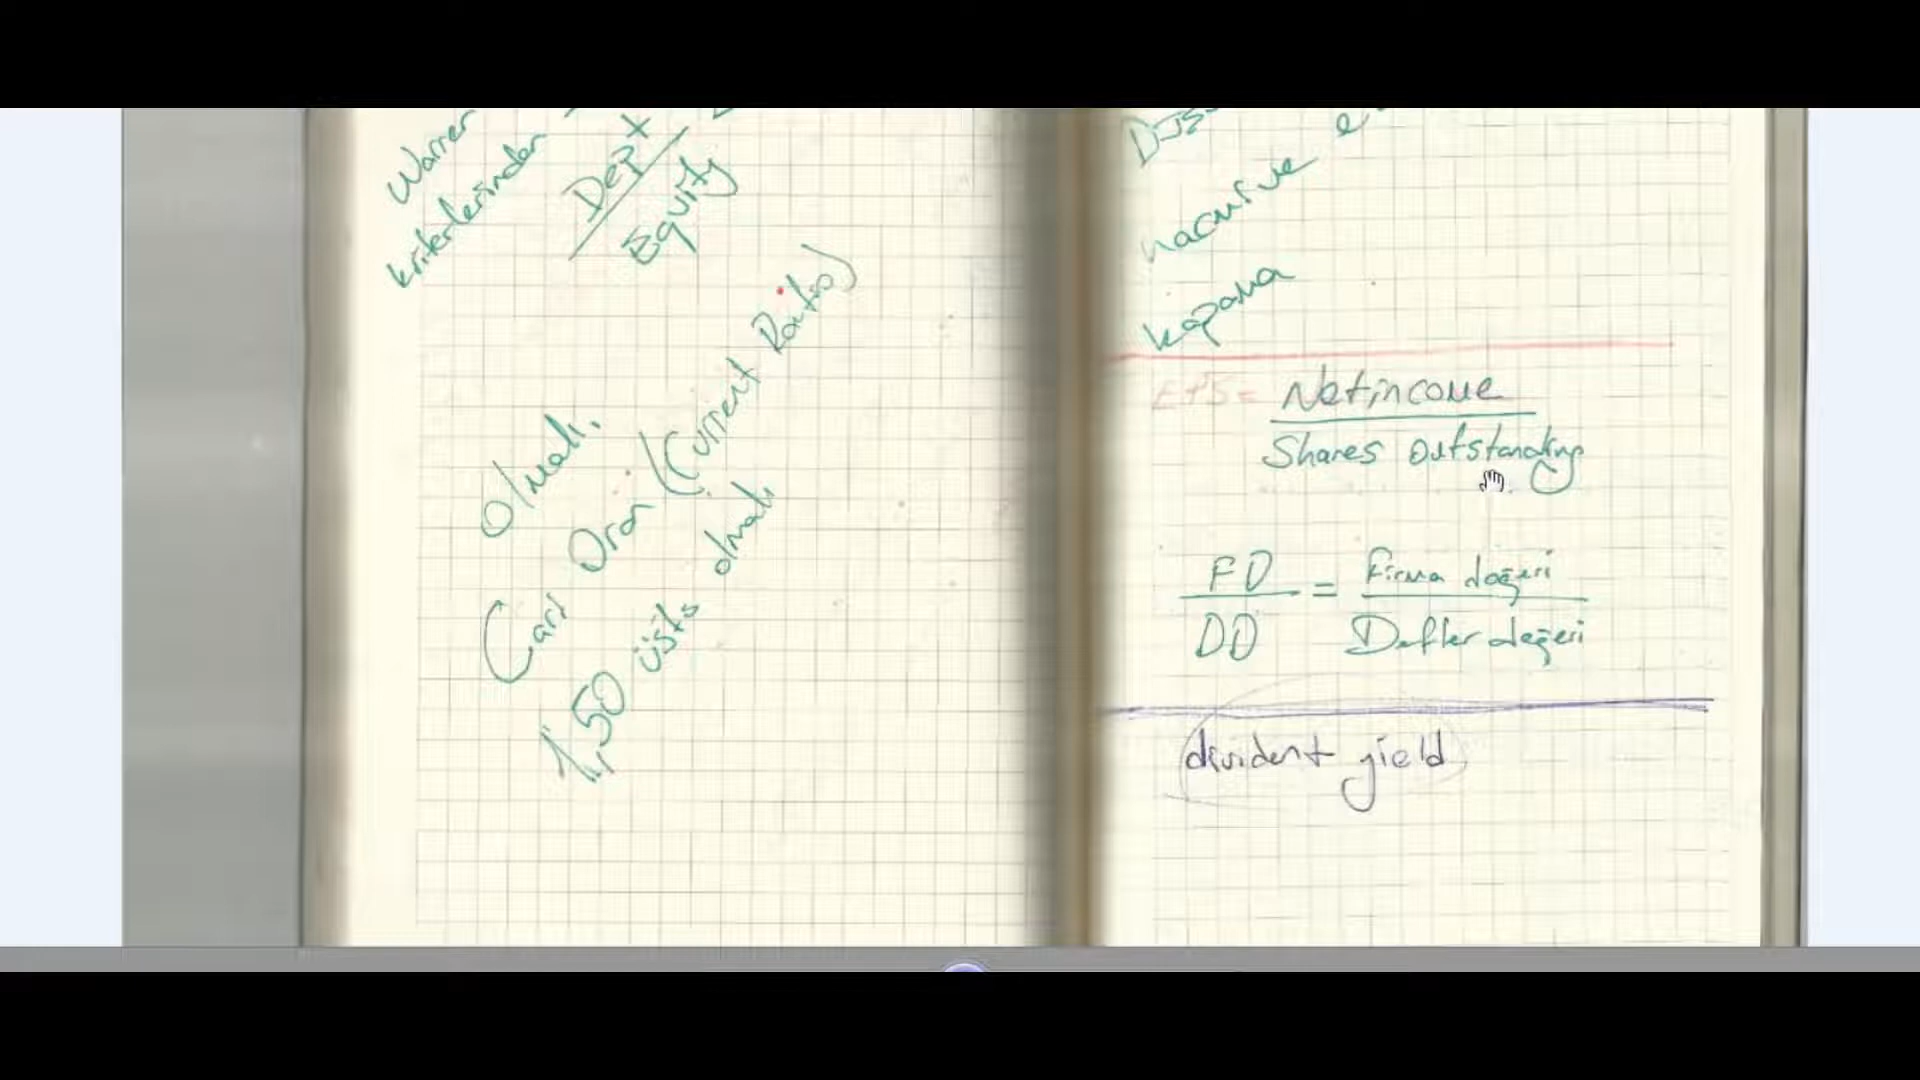 Warren
kriterlerinden
Dept
Equity
olmalı.
Cari Oran (Current Raitio)
1,50 üstü olmalı
kapama
EPS = Netincome
Shares outstanding
FD = Firma değeri
DD Defter değeri
divident yield